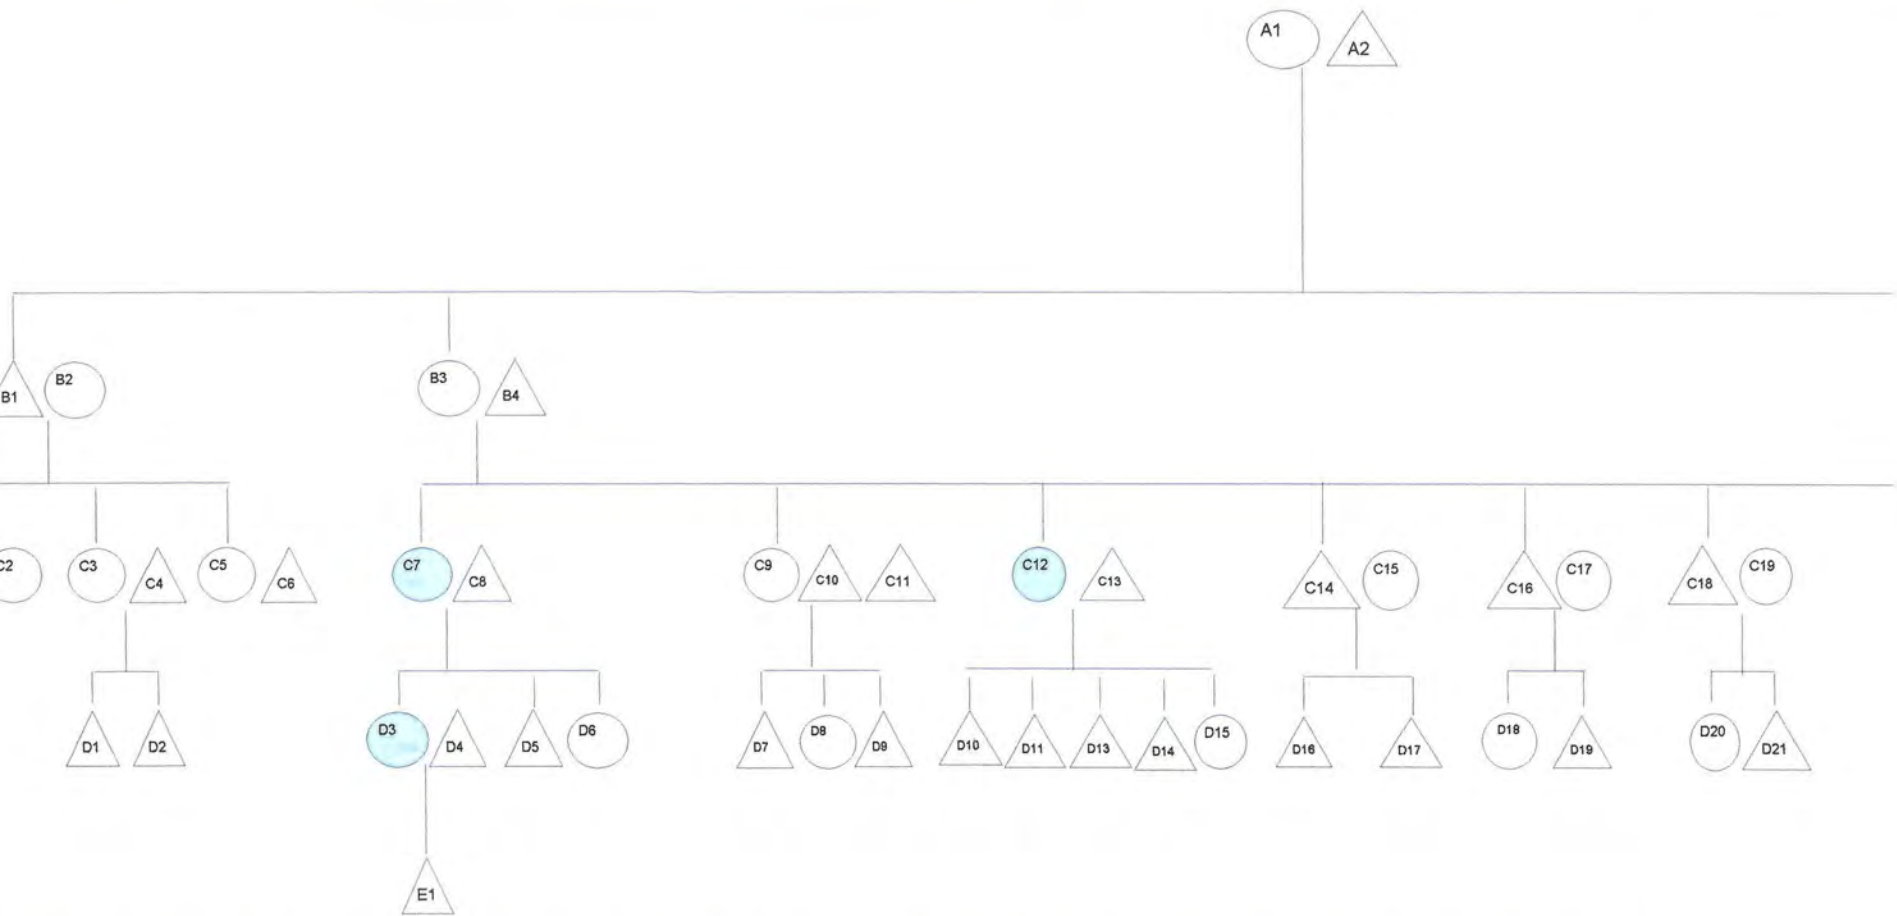 A1 A2
B1 B2 B3 B4
C2 C3 C4 C5 C6 C7 C8 C9 C10 C11 C12 C13 C14 C15 C16 C17 C18 C19
D1 D2 D3 D4 D5 D6 D7 D8 D9 D10 D11 D13 D14 D15 D16 D17 D18 D19 D20 D21
E1